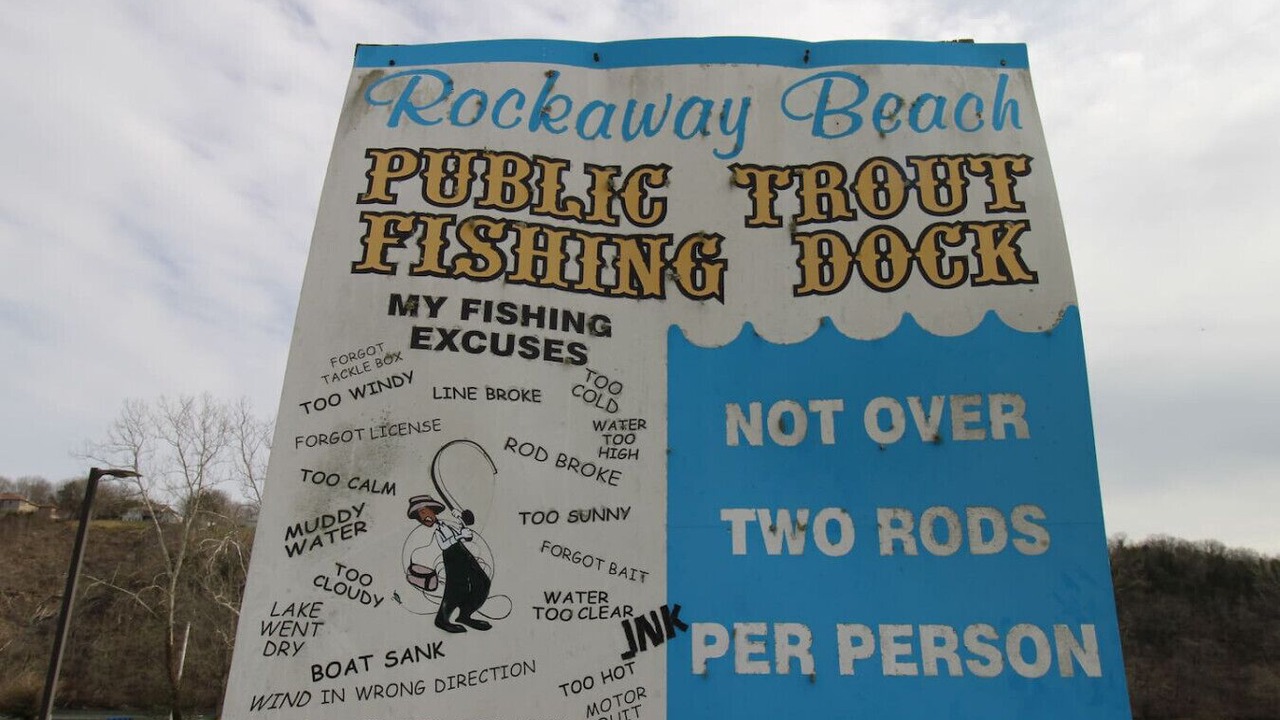 Rockaway Beach
PUBLIC TROUT
FISHING DOCK
MY FISHING
EXCUSES
FORGOT
TACKLE BOX
TOO WINDY
LINE BROKE
TOO
COLD
FORGOT LICENSE
WATER
TOO
HIGH
ROD BROKE
TOO CALM
MUDDY
WATER
TOO SUNNY
FORGOT BAIT
TOO
CLOUDY
WATER
TOO CLEAR
LAKE
WENT
DRY
JNK
BOAT SANK
WIND IN WRONG DIRECTION
TOO HOT
MOTOR
NOT OVER
TWO RODS
PER PERSON